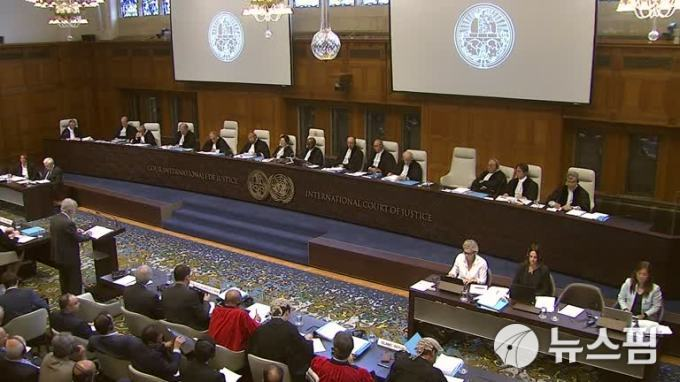 COUR INTERNATIONALE DE JUSTICE
INTERNATIONAL COURT OF JUSTICE
뉴스핌